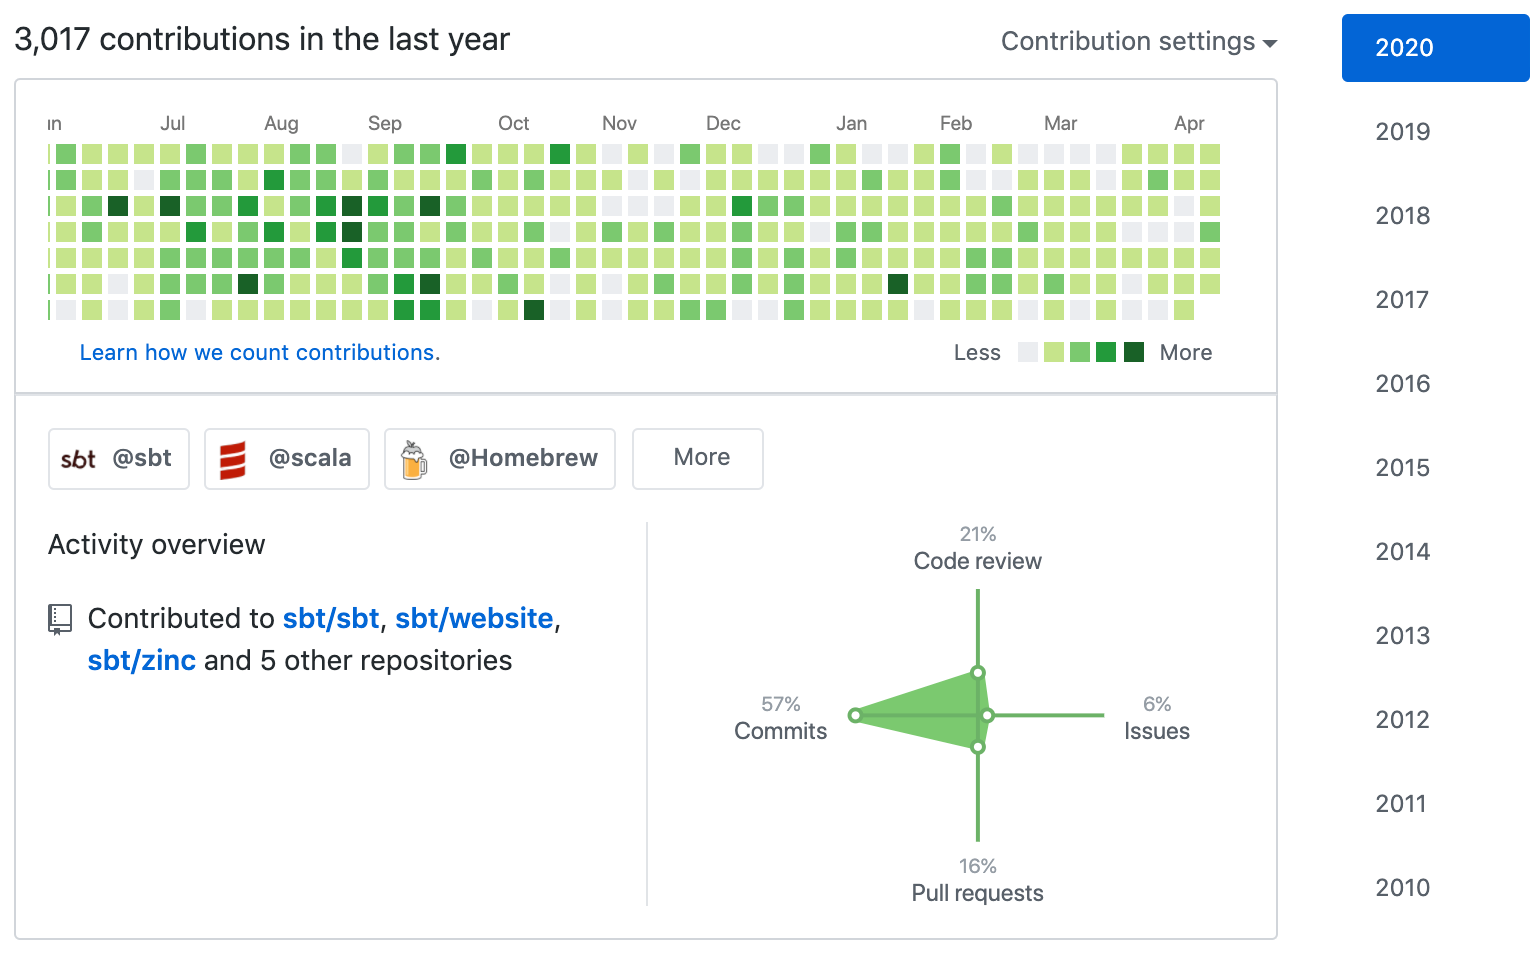 3,017 contributions in the last year
Contribution settings
Jul Aug Sep Oct Nov Dec Jan Feb Mar Apr
Learn how we count contributions.
Less More
sbt @sbt @scala @Homebrew More
Activity overview
Contributed to sbt/sbt, sbt/website,
sbt/zinc and 5 other repositories
21%
Code review
57%
Commits
6%
Issues
16%
Pull requests
2020
2019
2018
2017
2016
2015
2014
2013
2012
2011
2010